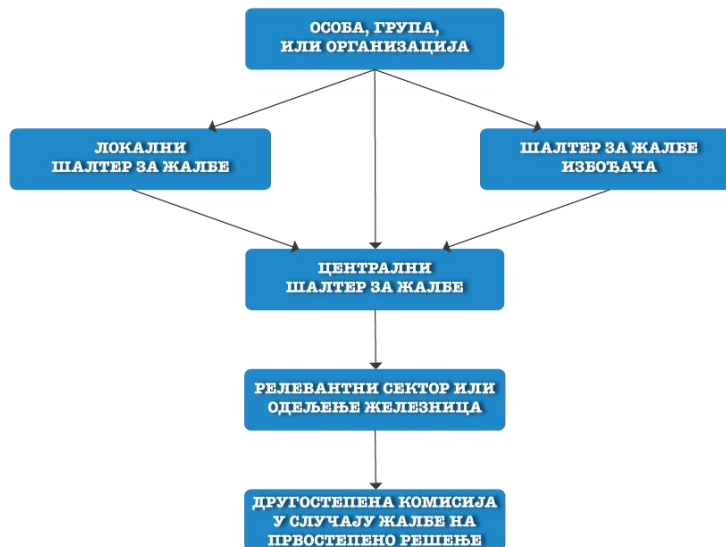 ОСОБА, ГРУПА,
ИЛИ ОРГАНИЗАЦИЈА
ЛОКАЛНИ
ШАЛТЕР ЗА ЖАЛБЕ
ШАЛТЕР ЗА ЖАЛБЕ
ИЗВОЂАЧА
ЦЕНТРАЛНИ
ШАЛТЕР ЗА ЖАЛБЕ
РЕЛЕВАНТНИ СЕКТОР ИЛИ
ОДЕЉЕЊЕ ЖЕЛЕЗНИЦА
ДРУГОСТЕПЕНА КОМИСИЈА
У СЛУЧАЈУ ЖАЛБЕ НА
ПРВОСТЕПЕНО РЕШЕЊЕ